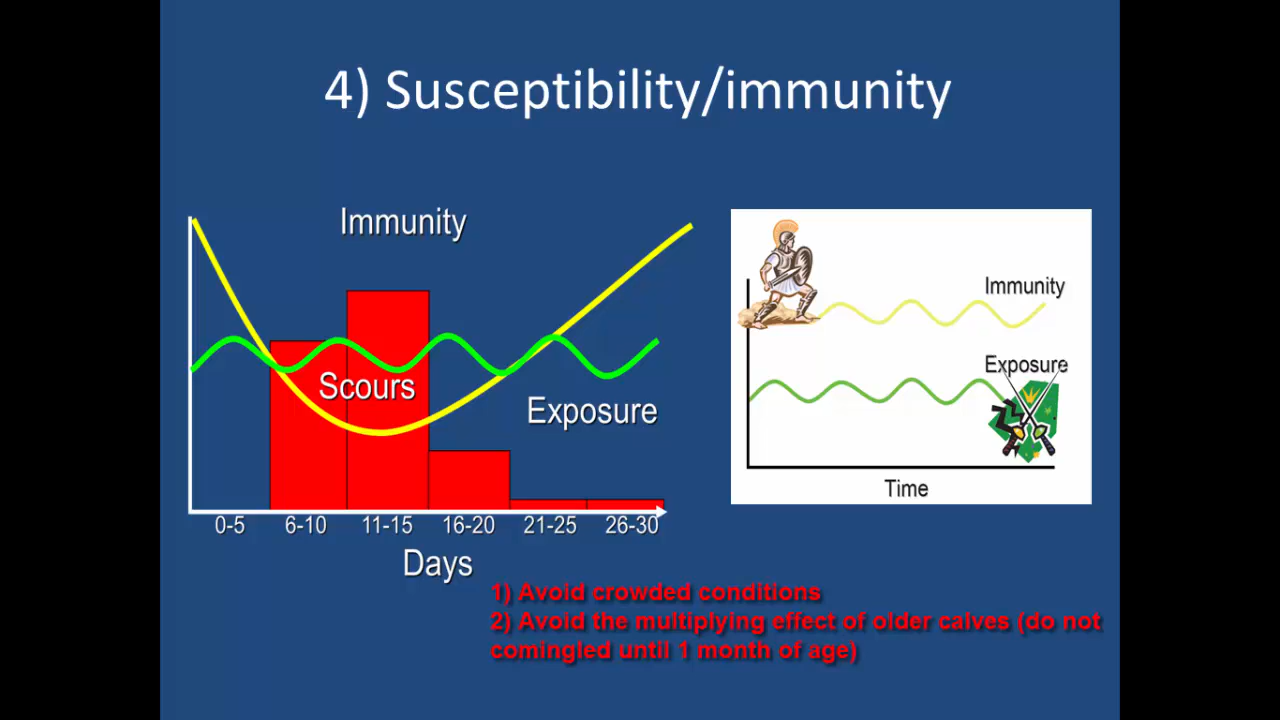 4) Susceptibility/immunity
Immunity
Scours
Exposure
0-5 6-10 11-15 16-20 21-25 26-30
Days
Immunity
Exposure
Time
1) Avoid crowded conditions
2) Avoid the multiplying effect of older calves (do not
comingled until 1 month of age)